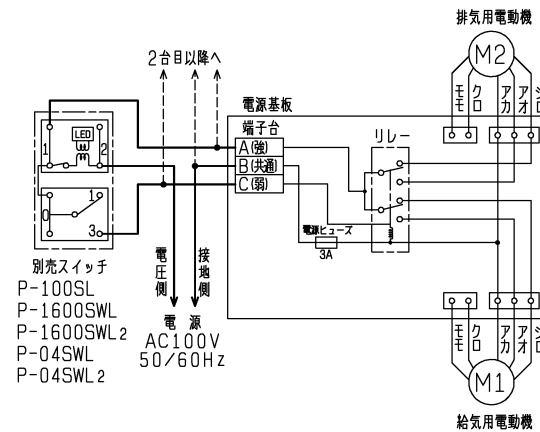 排気用電動機
M2
モモ
クロ
アカ
アオ
シロ
2台目以降へ
電源基板
端子台
A(強)
B(共通)
C(弱)
リレー
電源ヒューズ
3A
LED
1
2
1
0
3
別売スイッチ
P-100SL
P-1600SWL
P-1600SWL2
P-04SWL
P-04SWL2
電圧側
接地側
電 源
AC100V
50/60Hz
モモ
クロ
アカ
アオ
シロ
M1
給気用電動機